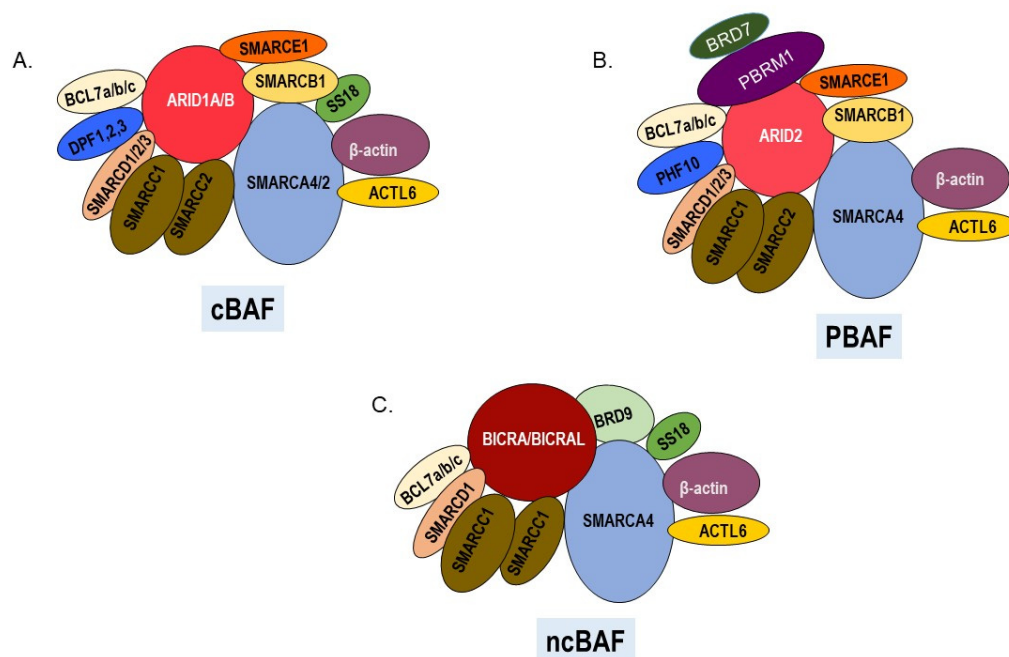 A.
SMARCE1
BCL7a/b/c
ARID1A/B
SMARCB1
SS18
DPF1,2,3
β-actin
SMARCD1/2/3
SMARCC1
SMARCC2
SMARCA4/2
ACTL6
cBAF
B.
BRD7
PBRM1
SMARCE1
BCL7a/b/c
ARID2
SMARCB1
PHF10
β-actin
SMARCD1/2/3
SMARCC1
SMARCC2
SMARCA4
ACTL6
PBAF
C.
BICRA/BICRAL
BRD9
SS18
BCL7a/b/c
β-actin
SMARCD1
SMARCC1
SMARCC1
SMARCA4
ACTL6
ncBAF